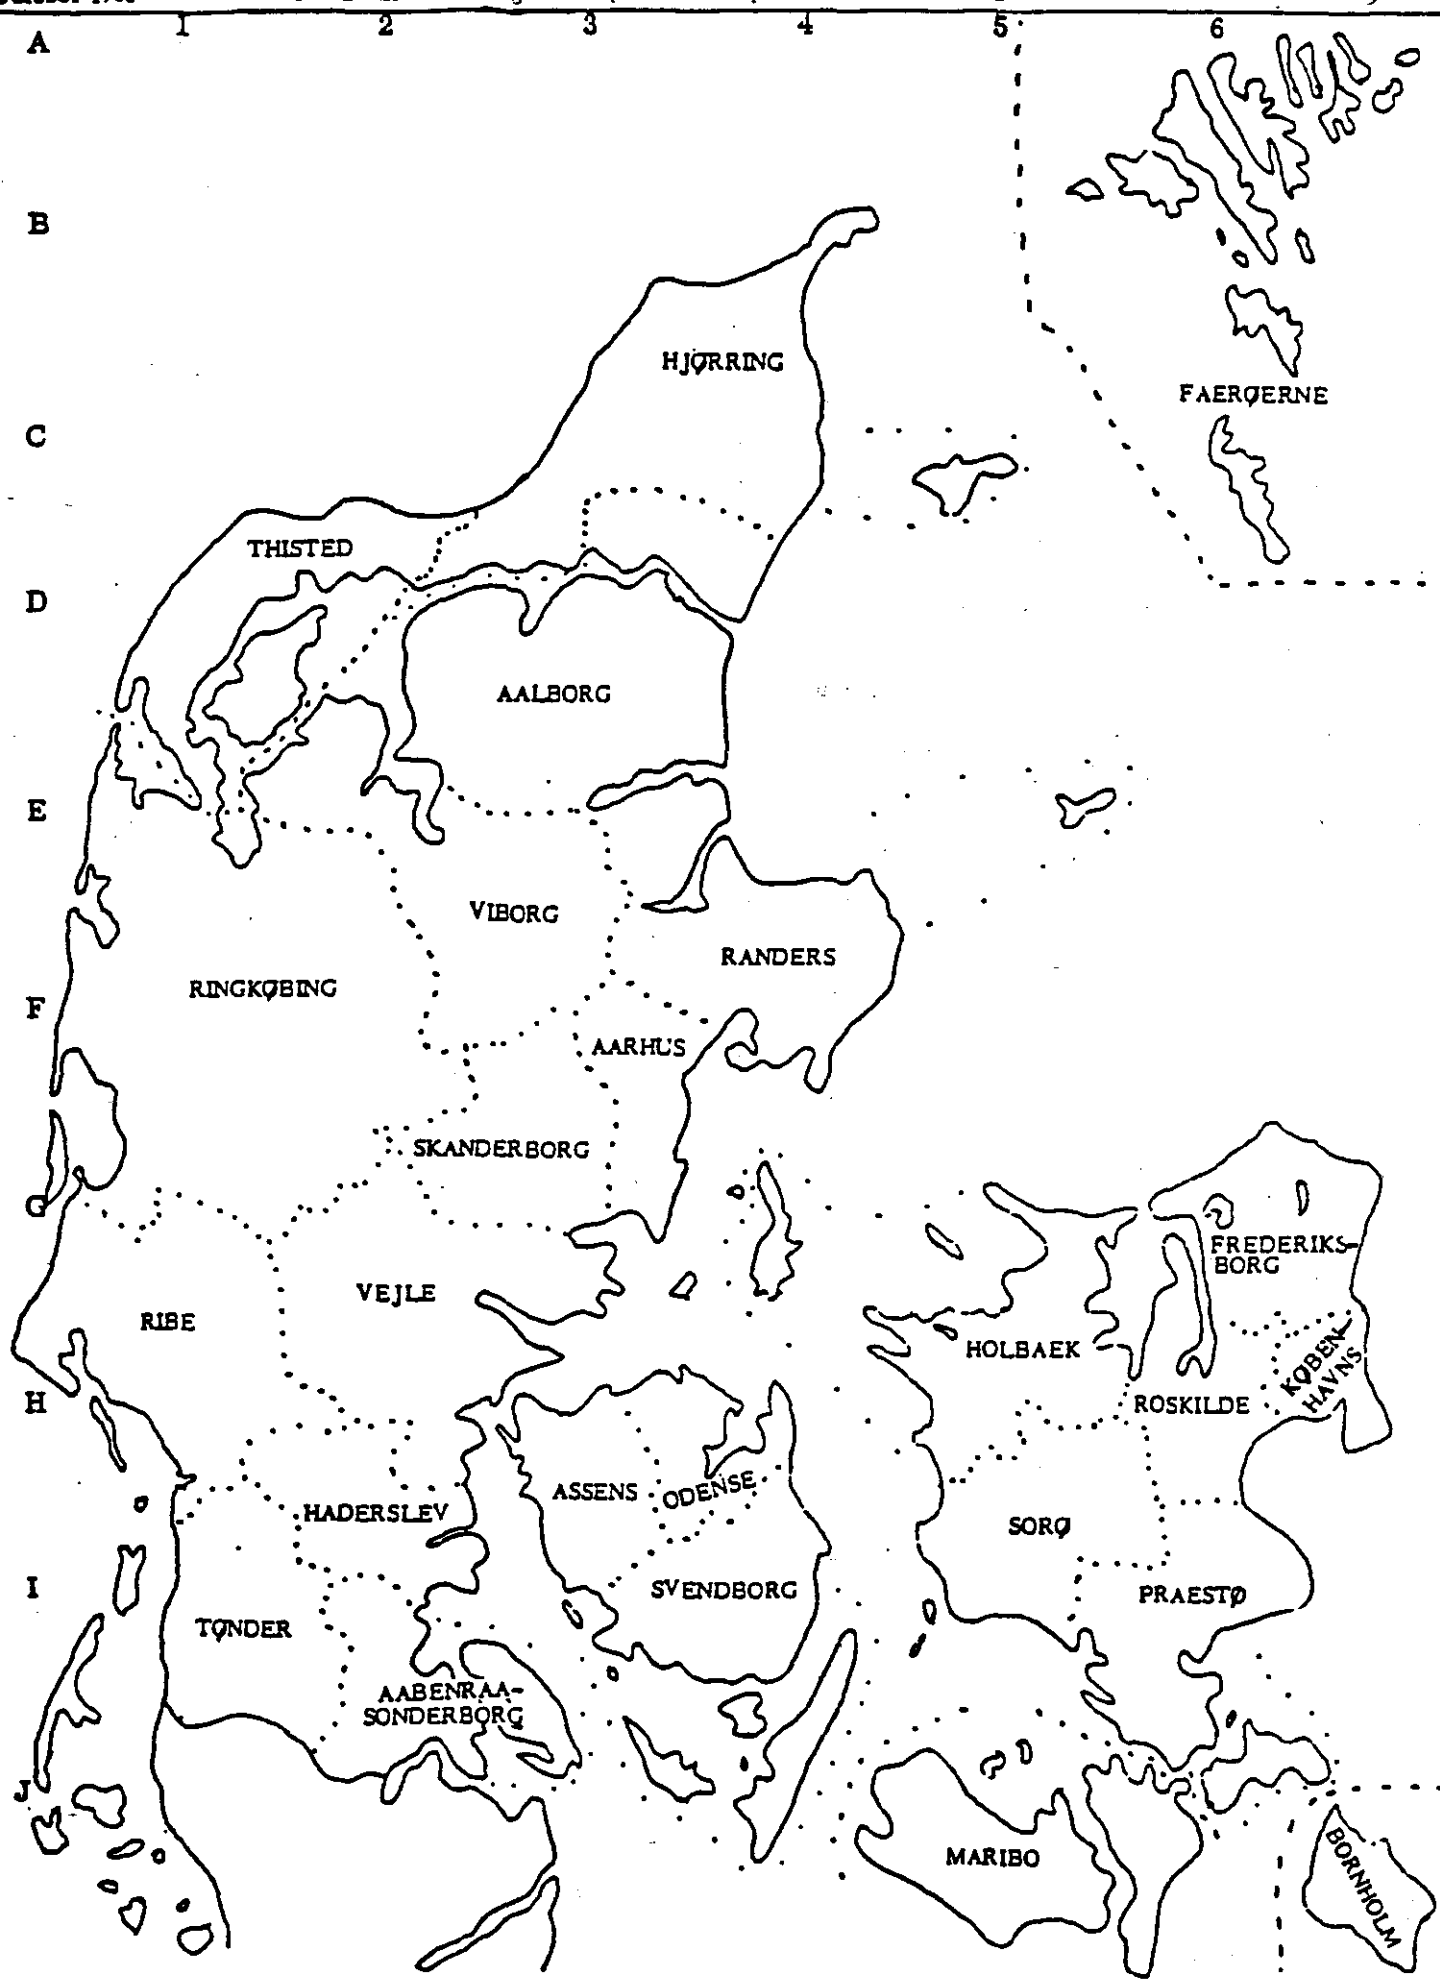 1 2 3 4 5 6
A
B
HJØRRING
FAERØERNE
C
THISTED
D
AALBORG
E
VIBORG
RANDERS
RINGKØBING
F
AARHUS
SKANDERBORG
G
FREDERIKS-
BORG
VEJLE
RIBE
HOLBAEK
KØBEN-
HAVNS
H
ROSKILDE
ASSENS
ODENSE
HADERSLEV
SORØ
I
SVENDBORG
PRAESTØ
TØNDER
AABENRAA-
SONDERBORG
J
MARIBO
BORNHOLM